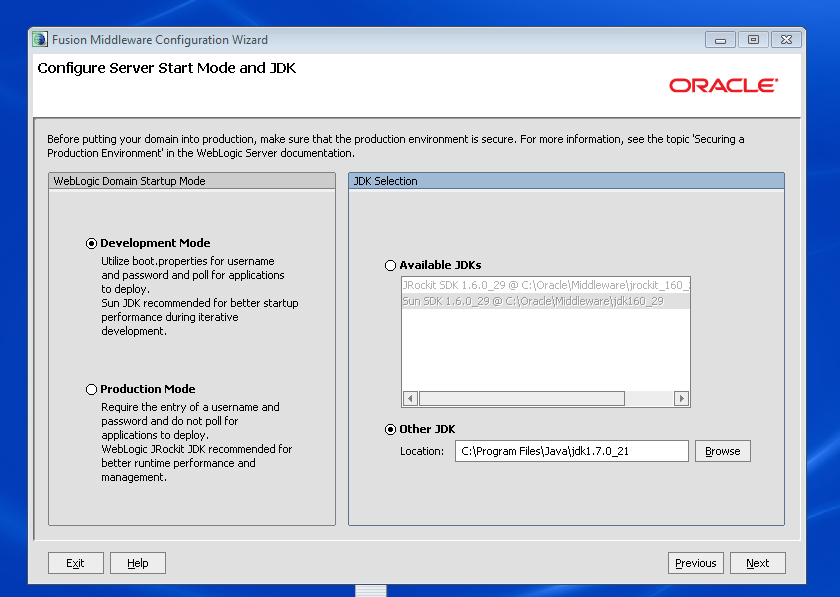 Fusion Middleware Configuration Wizard
Configure Server Start Mode and JDK
ORACLE
Before putting your domain into production, make sure that the production environment is secure. For more information, see the topic 'Securing a
Production Environment' in the WebLogic Server documentation.
WebLogic Domain Startup Mode
Development Mode
Utilize boot.properties for username
and password and poll for applications
to deploy.
Sun JDK recommended for better startup
performance during iterative
development.
Production Mode
Require the entry of a username and
password and do not poll for
applications to deploy.
WebLogic JRockit JDK recommended for
better runtime performance and
management.
JDK Selection
Available JDKs
JRockit SDK 1.6.0_29 @ C:\Oracle\Middleware\jrockit_160_
Sun SDK 1.6.0_29 @ C:\Oracle\Middleware\jdk160_29
Other JDK
Location: C:\Program Files\Java\jdk1.7.0_21 Browse
Exit Help Previous Next